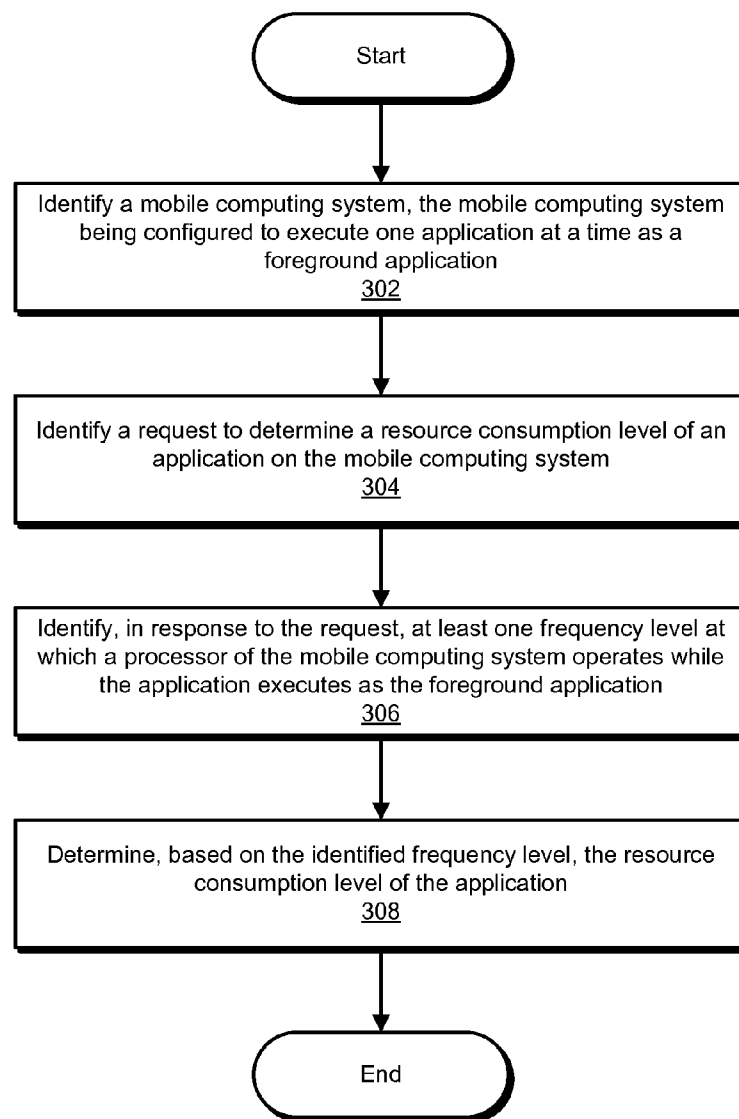 Start
Identify a mobile computing system, the mobile computing system
being configured to execute one application at a time as a
foreground application
302
Identify a request to determine a resource consumption level of an
application on the mobile computing system
304
Identify, in response to the request, at least one frequency level at
which a processor of the mobile computing system operates while
the application executes as the foreground application
306
Determine, based on the identified frequency level, the resource
consumption level of the application
308
End